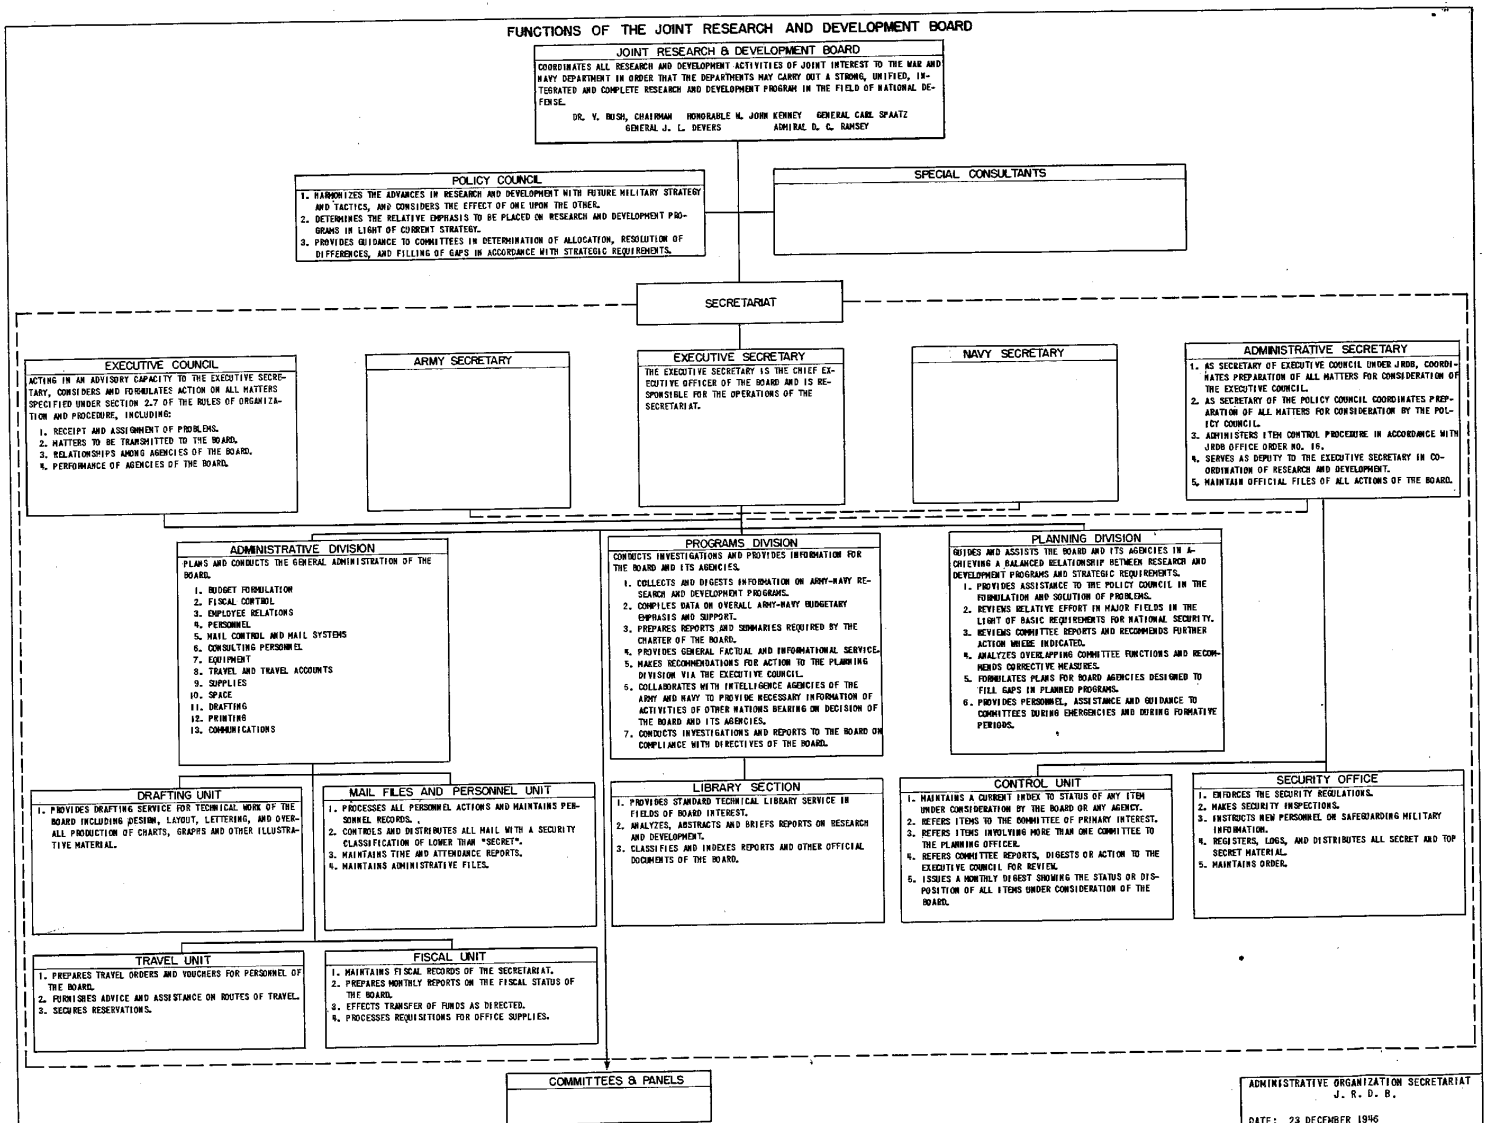 FUNCTIONS OF THE JOINT RESEARCH AND DEVELOPMENT BOARD
JOINT RESEARCH & DEVELOPMENT BOARD
COORDINATES ALL RESEARCH AND DEVELOPMENT ACTIVITIES OF JOINT INTEREST TO THE WAR AND
NAVY DEPARTMENT IN ORDER THAT THE DEPARTMENTS MAY CARRY OUT A STRONG, UNIFIED, IN-
TEGRATED AND COMPLETE RESEARCH AND DEVELOPMENT PROGRAM IN THE FIELD OF NATIONAL DE-
FENSE.
DR. V. BUSH, CHAIRMAN HONORABLE W. JOHN KENNEY GENERAL CARL SPAATZ
GENERAL J. L. DEVERS ADMIRAL D. C. RAMSEY
POLICY COUNCIL
1. HARMONIZES THE ADVANCES IN RESEARCH AND DEVELOPMENT WITH FUTURE MILITARY STRATEGY
AND TACTICS, AND CONSIDERS THE EFFECT OF ONE UPON THE OTHER.
2. DETERMINES THE RELATIVE EMPHASIS TO BE PLACED ON RESEARCH AND DEVELOPMENT PRO-
GRAMS IN LIGHT OF CURRENT STRATEGY.
3. PROVIDES GUIDANCE TO COMMITTEES IN DETERMINATION OF ALLOCATION, RESOLUTION OF
DIFFERENCES, AND FILLING OF GAPS IN ACCORDANCE WITH STRATEGIC REQUIREMENTS.
SPECIAL CONSULTANTS
SECRETARIAT
EXECUTIVE COUNCIL
ACTING IN AN ADVISORY CAPACITY TO THE EXECUTIVE SECRE-
TARY, CONSIDERS AND FORMULATES ACTION ON ALL MATTERS
SPECIFIED UNDER SECTION 2.7 OF THE RULES OF ORGANIZA-
TION AND PROCEDURE, INCLUDING:
1. RECEIPT AND ASSIGNMENT OF PROBLEMS.
2. MATTERS TO BE TRANSMITTED TO THE BOARD.
3. RELATIONSHIPS AMONG AGENCIES OF THE BOARD.
4. PERFORMANCE OF AGENCIES OF THE BOARD.
ARMY SECRETARY
EXECUTIVE SECRETARY
THE EXECUTIVE SECRETARY IS THE CHIEF EX-
ECUTIVE OFFICER OF THE BOARD AND IS RE-
SPONSIBLE FOR THE OPERATIONS OF THE
SECRETARIAT.
NAVY SECRETARY
ADMINISTRATIVE SECRETARY
1. AS SECRETARY OF EXECUTIVE COUNCIL UNDER JRDB, COORDI-
NATES PREPARATION OF ALL MATTERS FOR CONSIDERATION OF
THE EXECUTIVE COUNCIL.
2. AS SECRETARY OF THE POLICY COUNCIL COORDINATES PREP-
ARATION OF ALL MATTERS FOR CONSIDERATION BY THE POL-
ICY COUNCIL.
3. ADMINISTERS ITEM CONTROL PROCEDURE IN ACCORDANCE WITH
JRDB OFFICE ORDER NO. 16.
4. SERVES AS DEPUTY TO THE EXECUTIVE SECRETARY IN CO-
ORDINATION OF RESEARCH AND DEVELOPMENT.
5. MAINTAIN OFFICIAL FILES OF ALL ACTIONS OF THE BOARD.
ADMINISTRATIVE DIVISION
PLANS AND CONDUCTS THE GENERAL ADMINISTRATION OF THE
BOARD.
1. BUDGET FORMULATION
2. FISCAL CONTROL
3. EMPLOYEE RELATIONS
4. PERSONNEL
5. MAIL CONTROL AND MAIL SYSTEMS
6. CONSULTING PERSONNEL
7. EQUIPMENT
8. TRAVEL AND TRAVEL ACCOUNTS
9. SUPPLIES
10. SPACE
11. DRAFTING
12. PRINTING
13. COMMUNICATIONS
PROGRAMS DIVISION
CONDUCTS INVESTIGATIONS AND PROVIDES INFORMATION FOR
THE BOARD AND ITS AGENCIES.
1. COLLECTS AND DIGESTS INFORMATION ON ARMY-NAVY RE-
SEARCH AND DEVELOPMENT PROGRAMS.
2. COMPILES DATA ON OVERALL ARMY-NAVY BUDGETARY
EMPHASIS AND SUPPORT.
3. PREPARES REPORTS AND SUMMARIES REQUIRED BY THE
CHARTER OF THE BOARD.
4. PROVIDES GENERAL FACTUAL AND INFORMATIONAL SERVICE.
5. MAKES RECOMMENDATIONS FOR ACTION TO THE PLANNING
DIVISION VIA THE EXECUTIVE COUNCIL.
6. COLLABORATES WITH INTELLIGENCE AGENCIES OF THE
ARMY AND NAVY TO PROVIDE NECESSARY INFORMATION OF
ACTIVITIES OF OTHER NATIONS BEARING ON DECISION OF
THE BOARD AND ITS AGENCIES.
7. CONDUCTS INVESTIGATIONS AND REPORTS TO THE BOARD ON
COMPLIANCE WITH DIRECTIVES OF THE BOARD.
PLANNING DIVISION
GUIDES AND ASSISTS THE BOARD AND ITS AGENCIES IN A-
CHIEVING A BALANCED RELATIONSHIP BETWEEN RESEARCH AND
DEVELOPMENT PROGRAMS AND STRATEGIC REQUIREMENTS.
1. PROVIDES ASSISTANCE TO THE POLICY COUNCIL IN THE
FORMULATION AND SOLUTION OF PROBLEMS.
2. REVIEWS RELATIVE EFFORT IN MAJOR FIELDS IN THE
LIGHT OF BASIC REQUIREMENTS FOR NATIONAL SECURITY.
3. REVIEWS COMMITTEE REPORTS AND RECOMMENDS FURTHER
ACTION WHERE INDICATED.
4. ANALYZES OVERLAPPING COMMITTEE FUNCTIONS AND RECOM-
MENDS CORRECTIVE MEASURES.
5. FORMULATES PLANS FOR BOARD AGENCIES DESIGNED TO
FILL GAPS IN PLANNED PROGRAMS.
6. PROVIDES PERSONNEL, ASSISTANCE AND GUIDANCE TO
COMMITTEES DURING EMERGENCIES AND DURING FORMATIVE
PERIODS.
DRAFTING UNIT
1. PROVIDES DRAFTING SERVICE FOR TECHNICAL WORK OF THE
BOARD INCLUDING DESIGN, LAYOUT, LETTERING, AND OVER-
ALL PRODUCTION OF CHARTS, GRAPHS AND OTHER ILLUSTRA-
TIVE MATERIAL.
MAIL FILES AND PERSONNEL UNIT
1. PROCESSES ALL PERSONNEL ACTIONS AND MAINTAINS PER-
SONNEL RECORDS.
2. CONTROLS AND DISTRIBUTES ALL MAIL WITH A SECURITY
CLASSIFICATION OF LOWER THAN "SECRET".
3. MAINTAINS TIME AND ATTENDANCE REPORTS.
4. MAINTAINS ADMINISTRATIVE FILES.
LIBRARY SECTION
1. PROVIDES STANDARD TECHNICAL LIBRARY SERVICE IN
FIELDS OF BOARD INTEREST.
2. ANALYZES, ABSTRACTS AND BRIEFS REPORTS ON RESEARCH
AND DEVELOPMENT.
3. CLASSIFIES AND INDEXES REPORTS AND OTHER OFFICIAL
DOCUMENTS OF THE BOARD.
CONTROL UNIT
1. MAINTAINS A CURRENT INDEX TO STATUS OF ANY ITEM
UNDER CONSIDERATION BY THE BOARD OR ANY AGENCY.
2. REFERS ITEMS TO THE COMMITTEE OF PRIMARY INTEREST.
3. REFERS ITEMS INVOLVING MORE THAN ONE COMMITTEE TO
THE PLANNING OFFICER.
4. REFERS COMMITTEE REPORTS, DIGESTS OR ACTION TO THE
EXECUTIVE COUNCIL FOR REVIEW.
5. ISSUES A MONTHLY DIGEST SHOWING THE STATUS OR DIS-
POSITION OF ALL ITEMS UNDER CONSIDERATION OF THE
BOARD.
SECURITY OFFICE
1. ENFORCES THE SECURITY REGULATIONS.
2. MAKES SECURITY INSPECTIONS.
3. INSTRUCTS NEW PERSONNEL ON SAFEGUARDING MILITARY
INFORMATION.
4. REGISTERS, LOGS, AND DISTRIBUTES ALL SECRET AND TOP
SECRET MATERIAL.
5. MAINTAINS ORDER.
TRAVEL UNIT
1. PREPARES TRAVEL ORDERS AND VOUCHERS FOR PERSONNEL OF
THE BOARD.
2. FURNISHES ADVICE AND ASSISTANCE ON ROUTES OF TRAVEL.
3. SECURES RESERVATIONS.
FISCAL UNIT
1. MAINTAINS FISCAL RECORDS OF THE SECRETARIAT.
2. PREPARES MONTHLY REPORTS ON THE FISCAL STATUS OF
THE BOARD.
3. EFFECTS TRANSFER OF FUNDS AS DIRECTED.
4. PROCESSES REQUISITIONS FOR OFFICE SUPPLIES.
COMMITTEES & PANELS
ADMINISTRATIVE ORGANIZATION SECRETARIAT
J. R. D. B.
DATE: 23 DECEMBER 1946